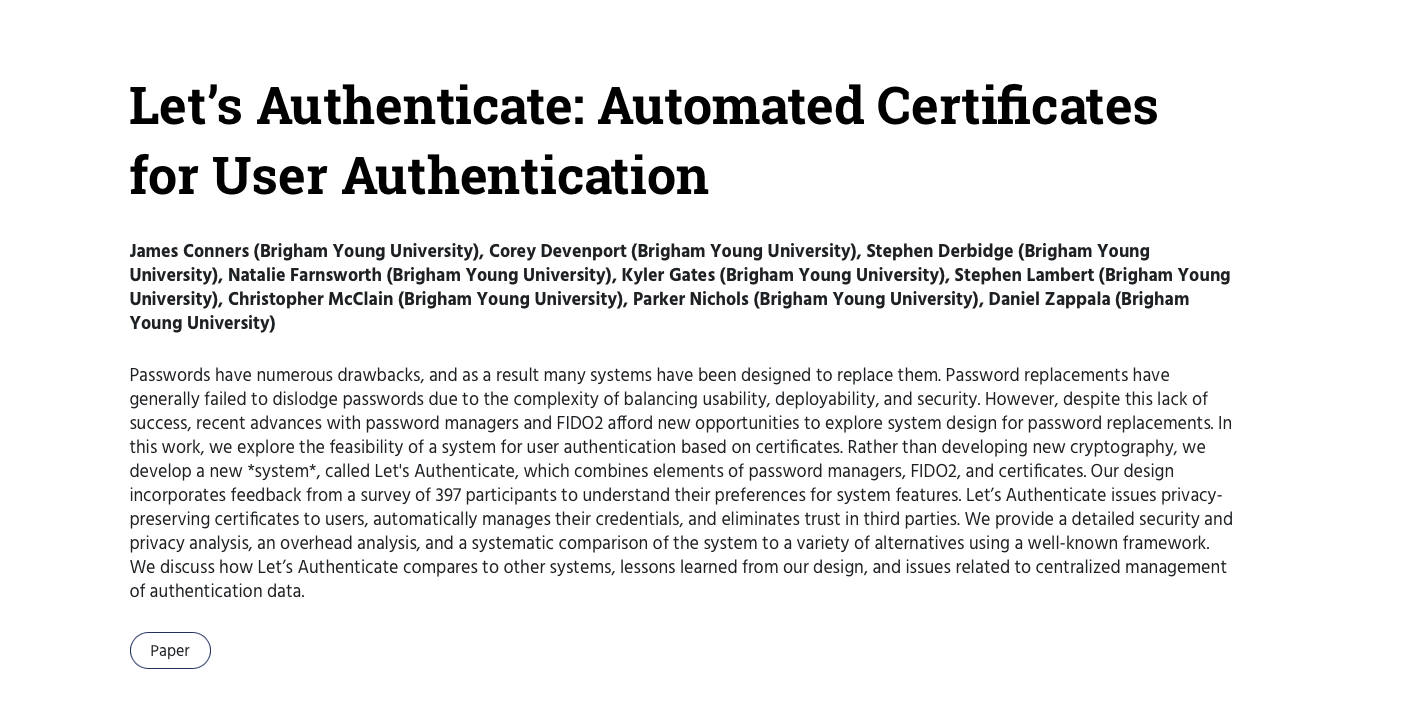 Let’s Authenticate: Automated Certificates
for User Authentication
James Conners (Brigham Young University), Corey Devenport (Brigham Young University), Stephen Derbidge (Brigham Young
University), Natalie Farnsworth (Brigham Young University), Kyler Gates (Brigham Young University), Stephen Lambert (Brigham Young
University), Christopher McClain (Brigham Young University), Parker Nichols (Brigham Young University), Daniel Zappala (Brigham
Young University)
Passwords have numerous drawbacks, and as a result many systems have been designed to replace them. Password replacements have
generally failed to dislodge passwords due to the complexity of balancing usability, deployability, and security. However, despite this lack of
success, recent advances with password managers and FIDO2 afford new opportunities to explore system design for password replacements. In
this work, we explore the feasibility of a system for user authentication based on certificates. Rather than developing new cryptography, we
develop a new *system*, called Let's Authenticate, which combines elements of password managers, FIDO2, and certificates. Our design
incorporates feedback from a survey of 397 participants to understand their preferences for system features. Let’s Authenticate issues privacy-
preserving certificates to users, automatically manages their credentials, and eliminates trust in third parties. We provide a detailed security and
privacy analysis, an overhead analysis, and a systematic comparison of the system to a variety of alternatives using a well-known framework.
We discuss how Let’s Authenticate compares to other systems, lessons learned from our design, and issues related to centralized management
of authentication data.
Paper